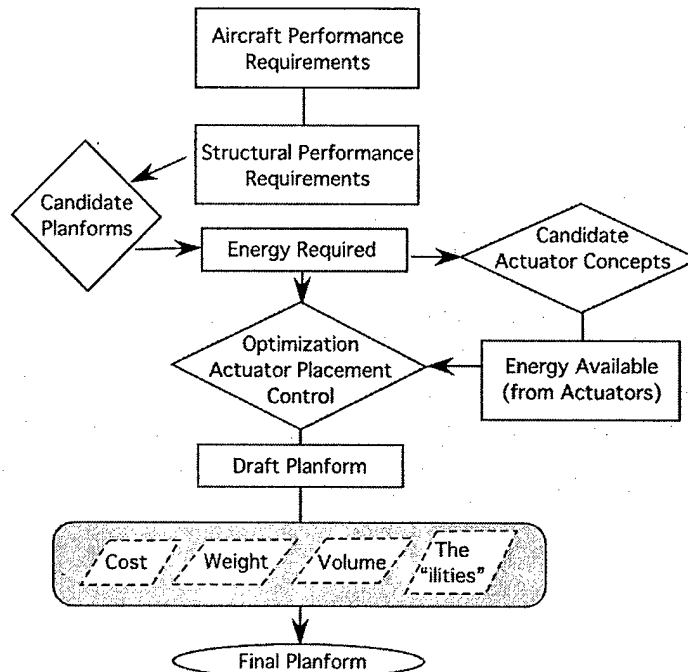 Aircraft Performance
Requirements
Structural Performance
Requirements
Candidate
Planforms
Energy Required
Candidate
Actuator Concepts
Optimization
Actuator Placement
Control
Energy Available
(from Actuators)
Draft Planform
Cost
Weight
Volume
The
"ilities"
Final Planform